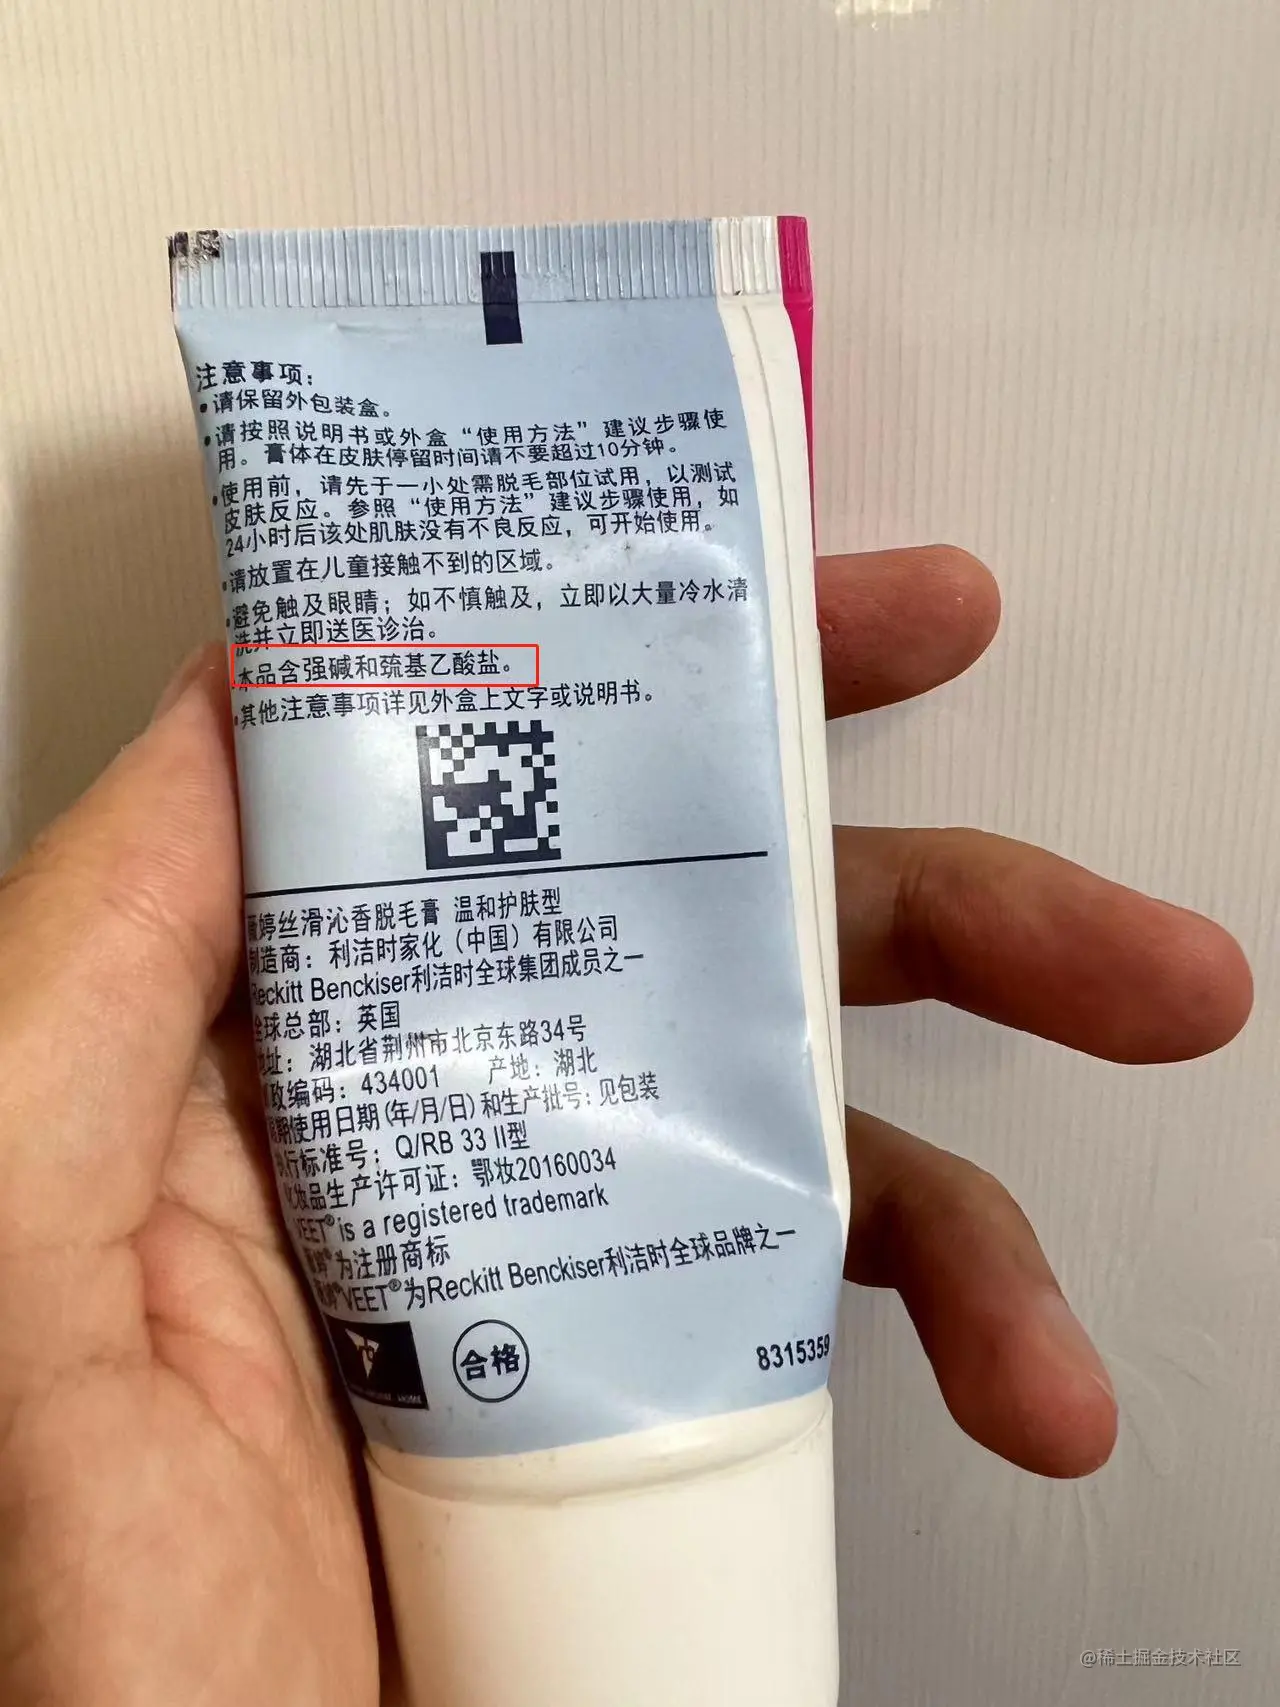 注意事项：
•请保留外包装盒。
•请按照说明书或外盒“使用方法”建议步骤使
用。膏体在皮肤停留时间请不要超过10分钟。
•使用前，请先于一小处需脱毛部位试用，以测试
皮肤反应。参照“使用方法”建议步骤使用，如
24小时后该处肌肤没有不良反应，可开始使用。
•请放置在儿童接触不到的区域。
•避免触及眼睛；如不慎触及，立即以大量冷水清
洗并立即送医诊治。
•本品含强碱和巯基乙酸盐。
•其他注意事项详见外盒上文字或说明书。
薇婷丝滑沁香脱毛膏 温和护肤型
制造商：利洁时家化（中国）有限公司
Reckitt Benckiser利洁时全球集团成员之一
全球总部：英国
地址：湖北省荆州市北京东路34号
邮政编码：434001 产地：湖北
限期使用日期(年/月/日)和生产批号：见包装
执行标准号：Q/RB 33 II型
化妆品生产许可证：鄂妆20160034
VEET® is a registered trademark
薇婷®为注册商标
薇婷®VEET®为Reckitt Benckiser利洁时全球品牌之一
合格
8315359
@稀土掘金技术社区